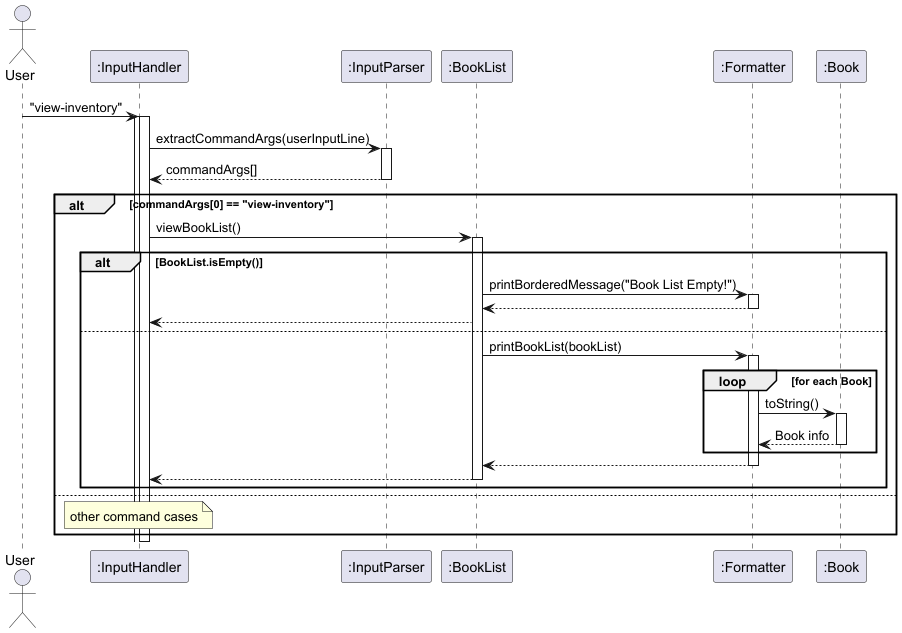 User
:InputHandler
:InputParser
:BookList
:Formatter
:Book
"view-inventory"
extractCommandArgs(userInputLine)
commandArgs[]
alt
[commandArgs[0] == "view-inventory"]
viewBookList()
alt
[BookList.isEmpty()]
printBorderedMessage("Book List Empty!")
printBookList(bookList)
loop
[for each Book]
toString()
Book info
other command cases
User
:InputHandler
:InputParser
:BookList
:Formatter
:Book